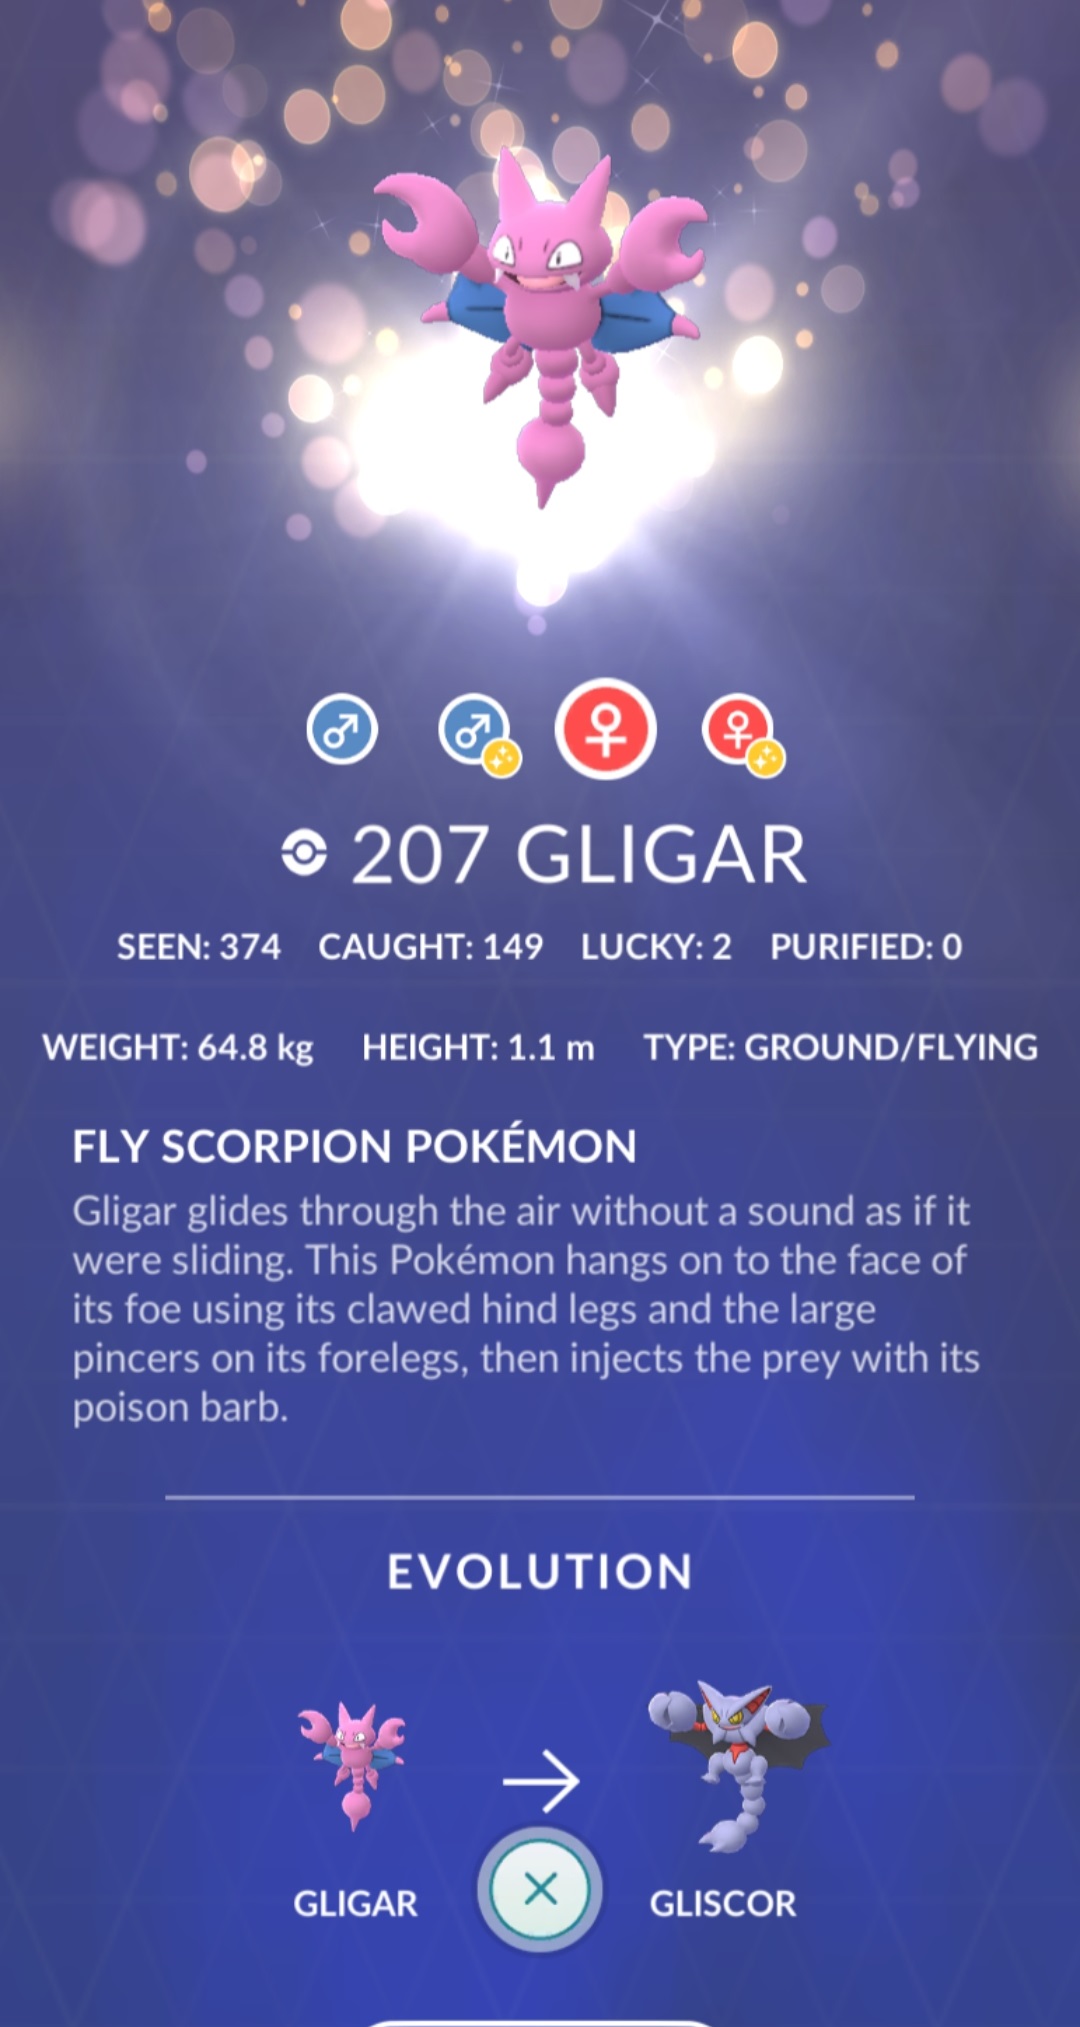 207 GLIGAR
SEEN: 374 CAUGHT: 149 LUCKY: 2 PURIFIED: 0
WEIGHT: 64.8 kg HEIGHT: 1.1 m TYPE: GROUND/FLYING
FLY SCORPION POKÉMON
Gligar glides through the air without a sound as if it
were sliding. This Pokémon hangs on to the face of
its foe using its clawed hind legs and the large
pincers on its forelegs, then injects the prey with its
poison barb.
EVOLUTION
GLIGAR GLISCOR